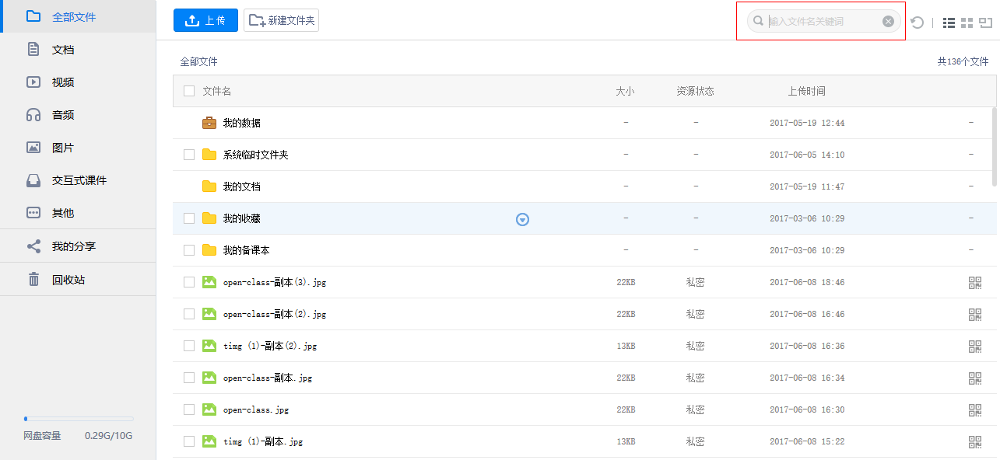 全部文件
文档
视频
音频
图片
交互式课件
其他
我的分享
回收站
网盘容量 0.29G/10G
上传 新建文件夹 输入文件名关键词
全部文件 共136个文件
文件名 大小 资源状态 上传时间
我的数据 - - 2017-05-19 12:44 -
系统临时文件夹 - - 2017-06-05 14:10 -
我的文档 - - 2017-05-19 11:47 -
我的收藏 - - 2017-03-06 10:29 -
我的备课本 - - 2017-03-06 10:29 -
open-class-副本(3).jpg 22KB 私密 2017-06-08 18:46
open-class-副本(2).jpg 22KB 私密 2017-06-08 16:46
timg (1)-副本(2).jpg 13KB 私密 2017-06-08 16:36
open-class-副本.jpg 22KB 私密 2017-06-08 16:34
open-class.jpg 22KB 私密 2017-06-08 16:30
timg (1)-副本.jpg 13KB 私密 2017-06-08 15:22